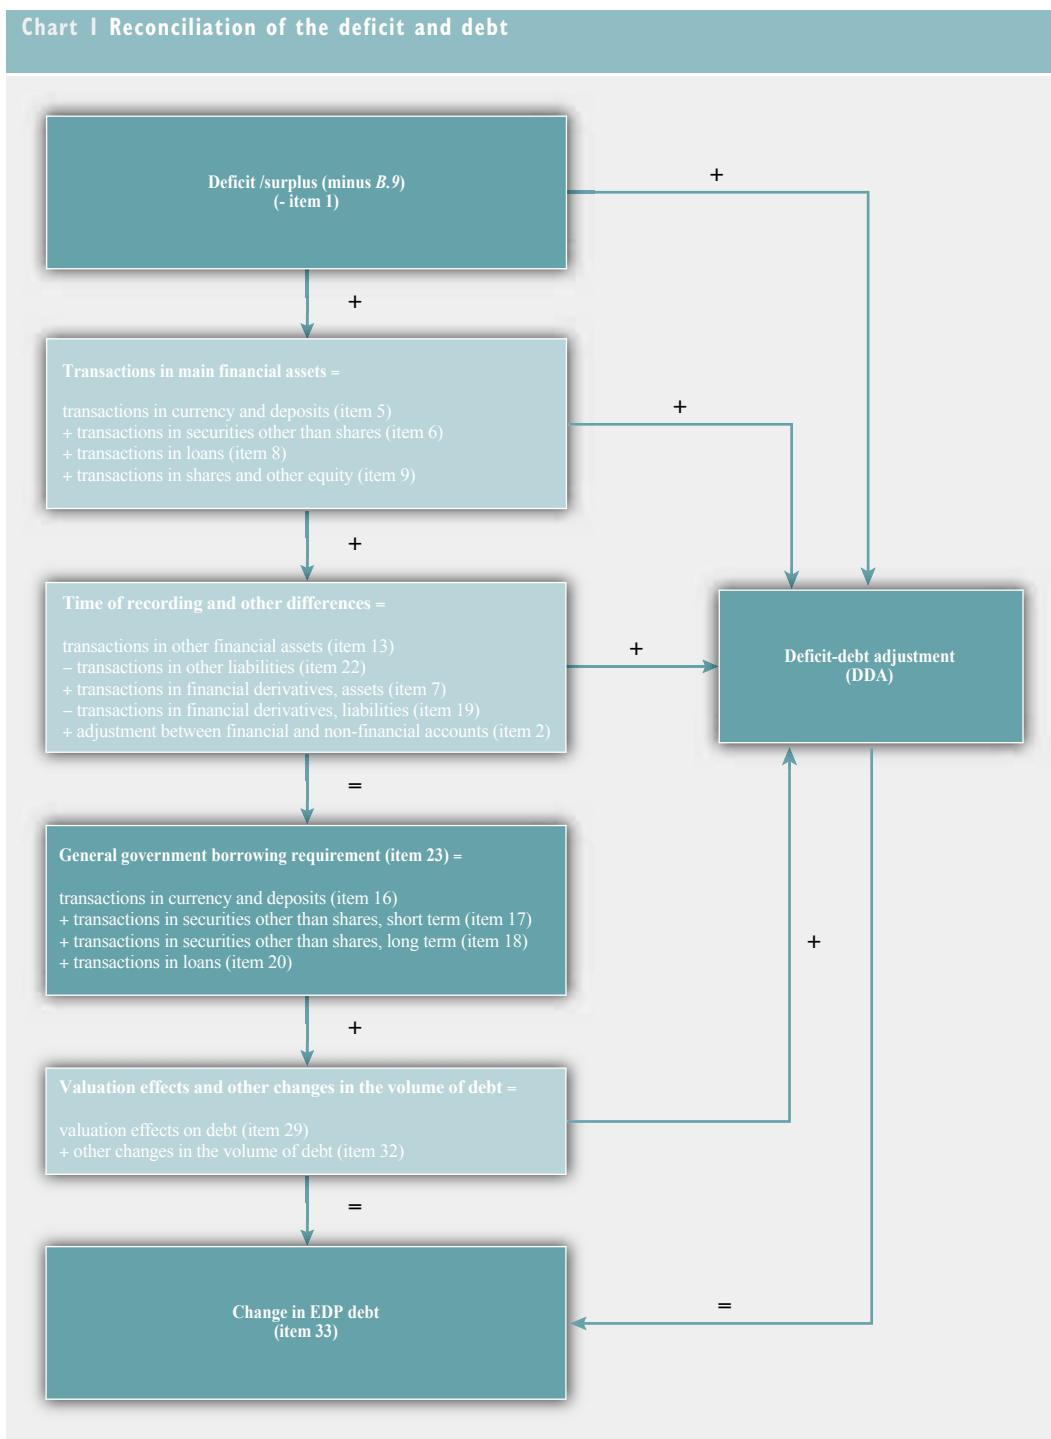 Chart 1 Reconciliation of the deficit and debt
Deficit /surplus (minus B.9)
(- item 1)
+
+
Transactions in main financial assets =
transactions in currency and deposits (item 5)
+ transactions in securities other than shares (item 6)
+ transactions in loans (item 8)
+ transactions in shares and other equity (item 9)
+
+
Time of recording and other differences =
transactions in other financial assets (item 13)
– transactions in other liabilities (item 22)
+ transactions in financial derivatives, assets (item 7)
– transactions in financial derivatives, liabilities (item 19)
+ adjustment between financial and non-financial accounts (item 2)
+
Deficit-debt adjustment
(DDA)
=
General government borrowing requirement (item 23) =
transactions in currency and deposits (item 16)
+ transactions in securities other than shares, short term (item 17)
+ transactions in securities other than shares, long term (item 18)
+ transactions in loans (item 20)
+
+
Valuation effects and other changes in the volume of debt =
valuation effects on debt (item 29)
+ other changes in the volume of debt (item 32)
=
Change in EDP debt
(item 33)
=